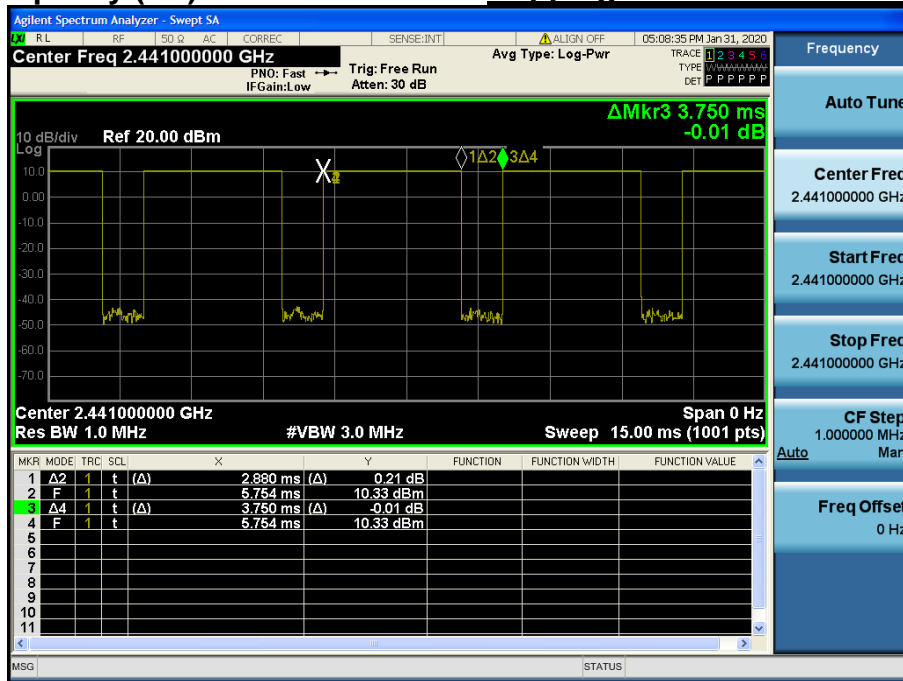 Agilent Spectrum Analyzer - Swept SA
LXI RL RF 50 Ω AC CORREC SENSE:INT ALIGN OFF 05:08:35 PM Jan 31, 2020
Center Freq 2.441000000 GHz
PNO: Fast
IFGain:Low
Trig: Free Run
Atten: 30 dB
Avg Type: Log-Pwr
TRACE 1 2 3 4 5 6
TYPE
DET P P P P P P
ΔMkr3 3.750 ms
-0.01 dB
10 dB/div Ref 20.00 dBm
Log
1Δ2 3Δ4
10.0
0.00
-10.0
-20.0
-30.0
-40.0
-50.0
-60.0
-70.0
Center 2.441000000 GHz Span 0 Hz
Res BW 1.0 MHz #VBW 3.0 MHz Sweep 15.00 ms (1001 pts)
MKR MODE TRC SCL X Y FUNCTION FUNCTION WIDTH FUNCTION VALUE
1 Δ2 1 t (Δ) 2.880 ms (Δ) 0.21 dB
2 F 1 t 5.754 ms 10.33 dBm
3 Δ4 1 t (Δ) 3.750 ms (Δ) -0.01 dB
4 F 1 t 5.754 ms 10.33 dBm
5
6
7
8
9
10
11
MSG STATUS
Frequency
Auto Tune
Center Freq
2.441000000 GHz
Start Freq
2.441000000 GHz
Stop Freq
2.441000000 GHz
CF Step
1.000000 MHz
Auto Man
Freq Offset
0 Hz